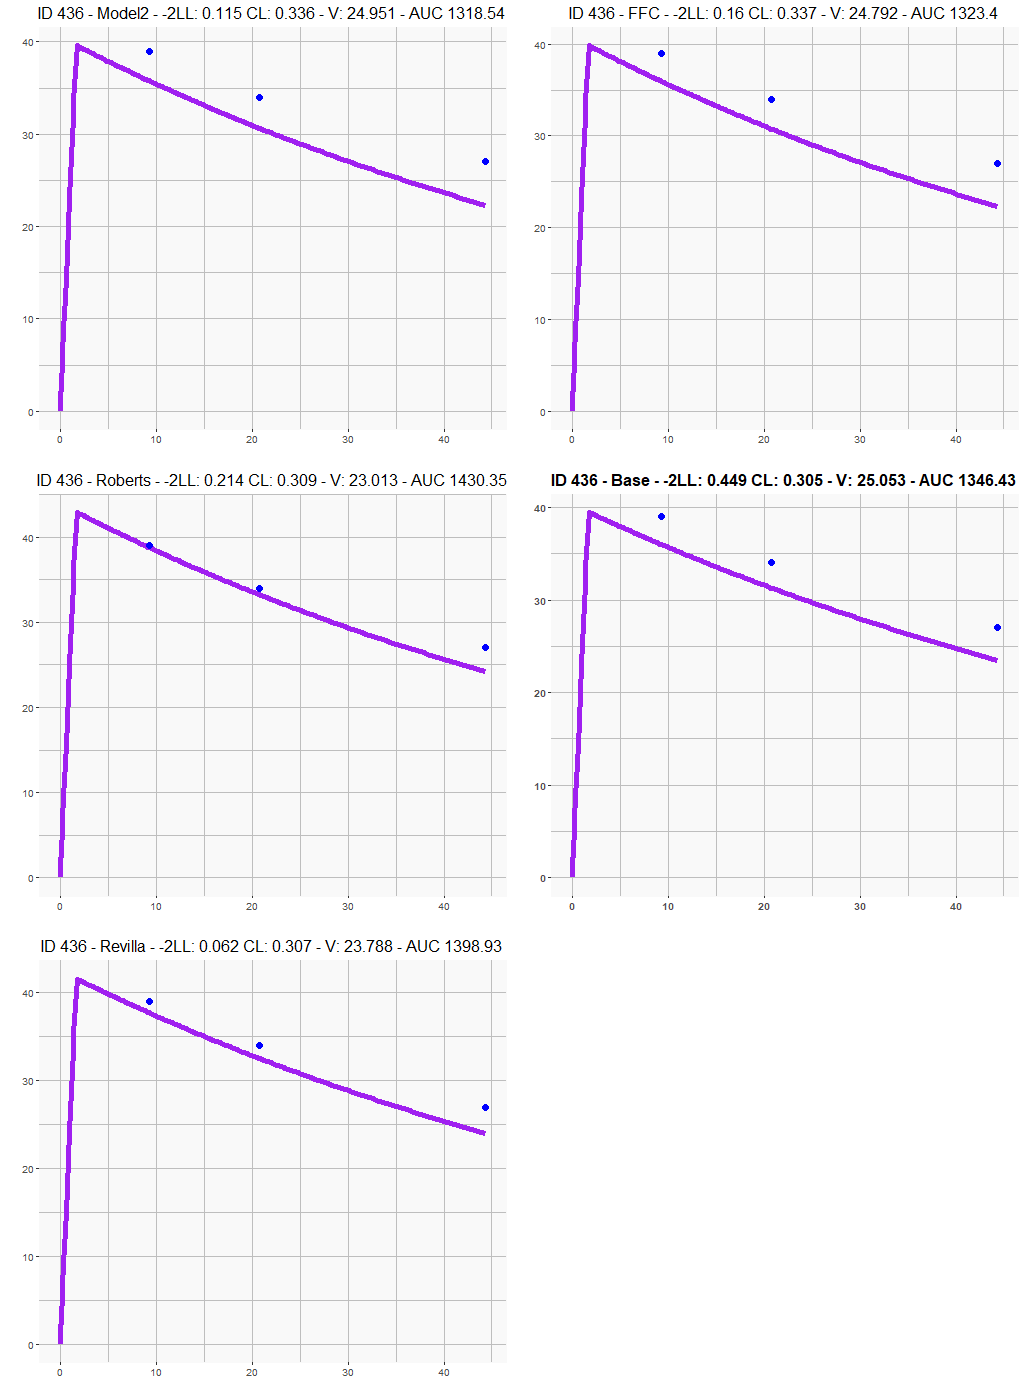 ID 436 - Model2 - -2LL: 0.115 CL: 0.336 - V: 24.951 - AUC 1318.54
40
30
20
10
0
0 10 20 30 40
ID 436 - FFC - -2LL: 0.16 CL: 0.337 - V: 24.792 - AUC 1323.4
40
30
20
10
0
0 10 20 30 40
ID 436 - Roberts - -2LL: 0.214 CL: 0.309 - V: 23.013 - AUC 1430.35
40
30
20
10
0
0 10 20 30 40
ID 436 - Base - -2LL: 0.449 CL: 0.305 - V: 25.053 - AUC 1346.43
40
30
20
10
0
0 10 20 30 40
ID 436 - Revilla - -2LL: 0.062 CL: 0.307 - V: 23.788 - AUC 1398.93
40
30
20
10
0
0 10 20 30 40